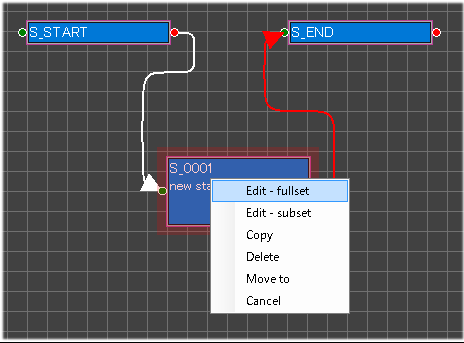 S_START
S_END
S_0001
new sta
Edit - fullset
Edit - subset
Copy
Delete
Move to
Cancel